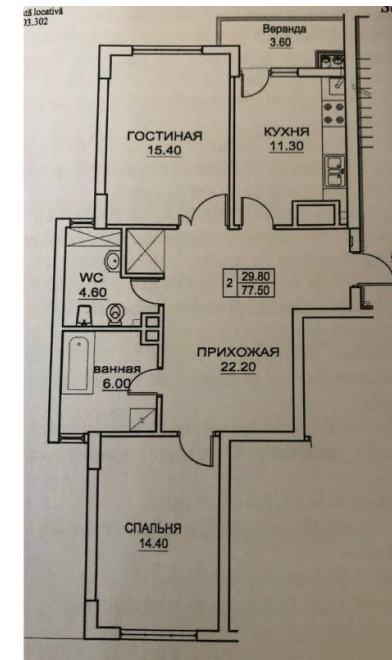 03.302
Веранда
3.60
ГОСТИНАЯ
15.40
КУХНЯ
11.30
WC
4.60
2
29.80
77.50
ПРИХОЖАЯ
22.20
ванная
6.00
СПАЛЬНЯ
14.40